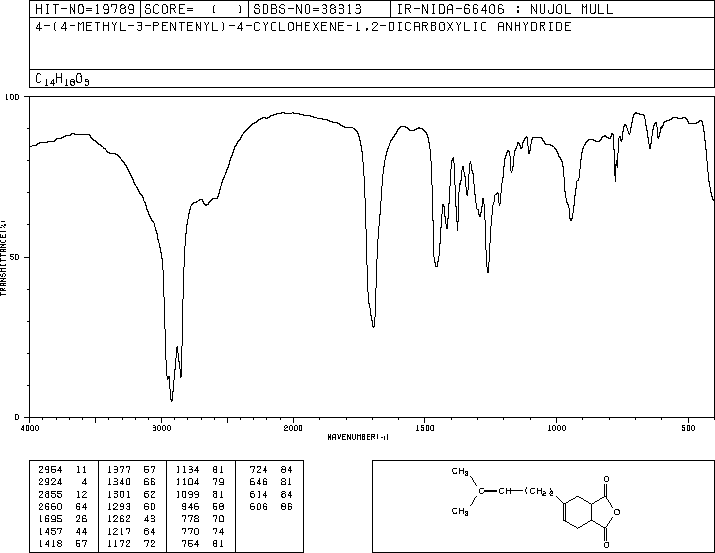 HIT-NO=19789 SCORE= ( ) SDBS-NO=38313 IR-NIDA-66406 : NUJOL MULL
4-(4-METHYL-3-PENTENYL)-4-CYCLOHEXENE-1,2-DICARBOXYLIC ANHYDRIDE
C14H18O3
100
50
0
TRANSMITTANCE(%)
4000 3000 2000 1500 1000 500
WAVENUMBER(-1)
2964 11 1377 57 1134 81 724 84
2924 4 1340 66 1104 79 646 81
2855 12 1301 62 1099 81 614 84
2660 64 1293 60 946 58 606 86
1695 26 1262 43 778 70
1457 44 1217 64 770 74
1418 57 1172 72 764 81
CH3
C=CH-(CH2)2
CH3
O
O
O